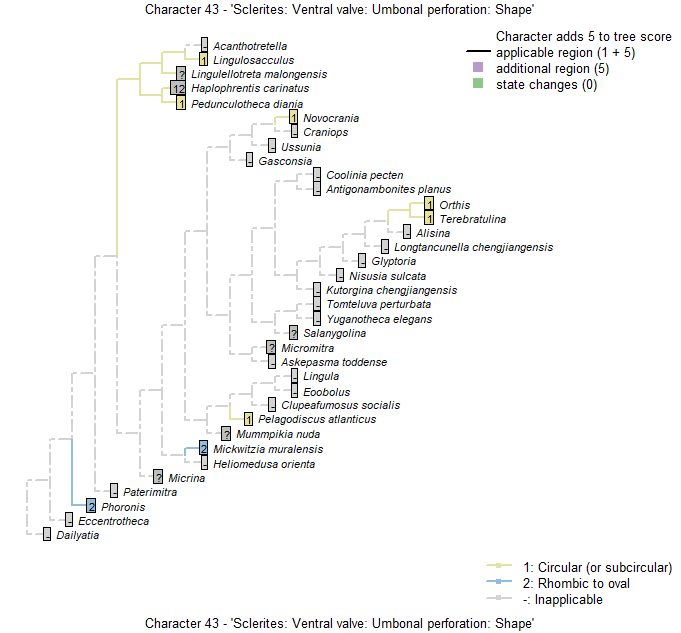 Character 43 - 'Sclerites: Ventral valve: Umbonal perforation: Shape'
Character adds 5 to tree score
applicable region (1 + 5)
additional region (5)
state changes (0)
- Acanthotretella
1 Lingulosacculus
? Lingulellotreta malongensis
12 Haplophrentis carinatus
1 Pedunculotheca diania
1 Novocrania
- Craniops
- Ussunia
- Gasconsia
- Coolinia pecten
- Antigonambonites planus
1 Orthis
1 Terebratulina
- Alisina
- Longtancunella chengjiangensis
- Glyptoria
- Nisusia sulcata
- Kutorgina chengjiangensis
- Tomteluva perturbata
- Yuganotheca elegans
? Salanygolina
? Micromitra
- Askepasma toddense
- Lingula
- Eoobolus
- Clupeafumosus socialis
1 Pelagodiscus atlanticus
? Mummpikia nuda
2 Mickwitzia muralensis
- Heliomedusa orienta
? Micrina
- Paterimitra
2 Phoronis
- Eccentrotheca
- Dailyatia
1: Circular (or subcircular)
2: Rhombic to oval
-: Inapplicable
Character 43 - 'Sclerites: Ventral valve: Umbonal perforation: Shape'